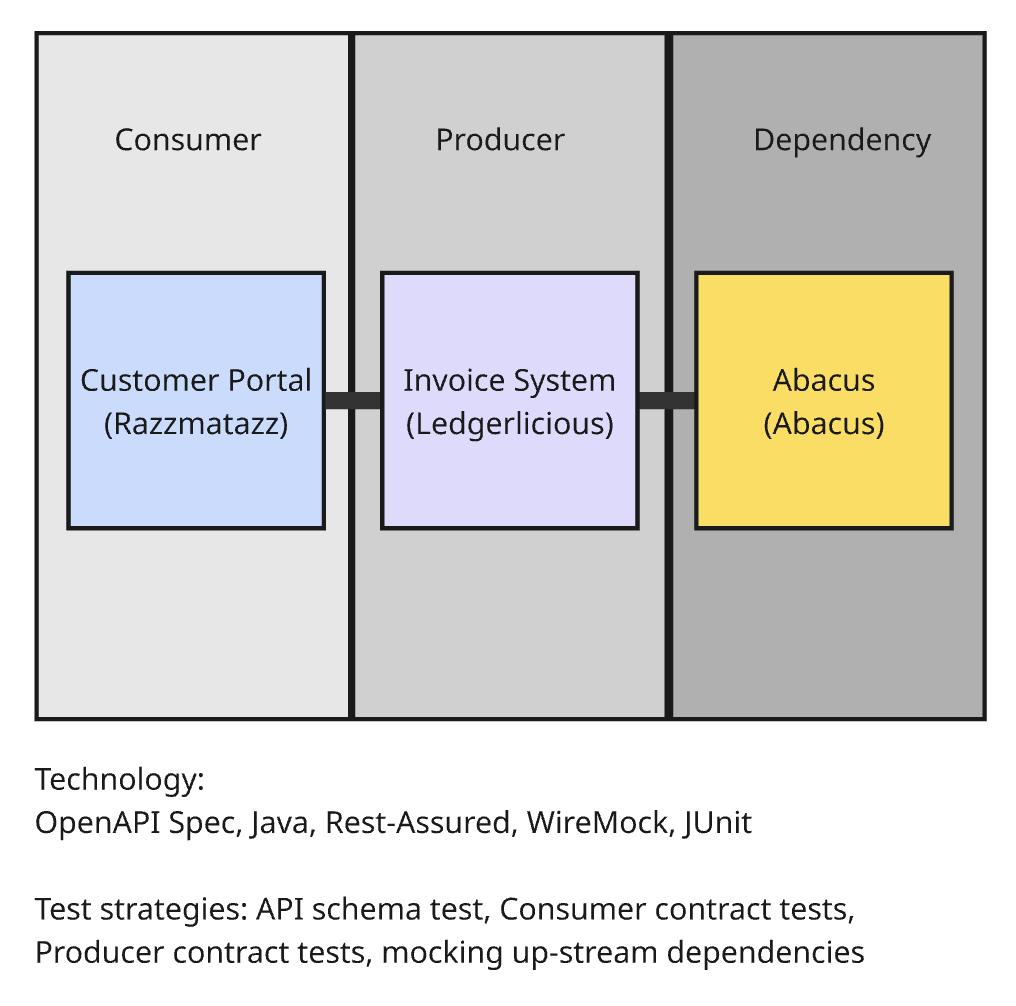 Consumer
Producer
Dependency
Customer Portal
(Razzmatazz)
Invoice System
(Ledgerlicious)
Abacus
(Abacus)
Technology:
OpenAPI Spec, Java, Rest-Assured, WireMock, JUnit
Test strategies: API schema test, Consumer contract tests,
Producer contract tests, mocking up-stream dependencies